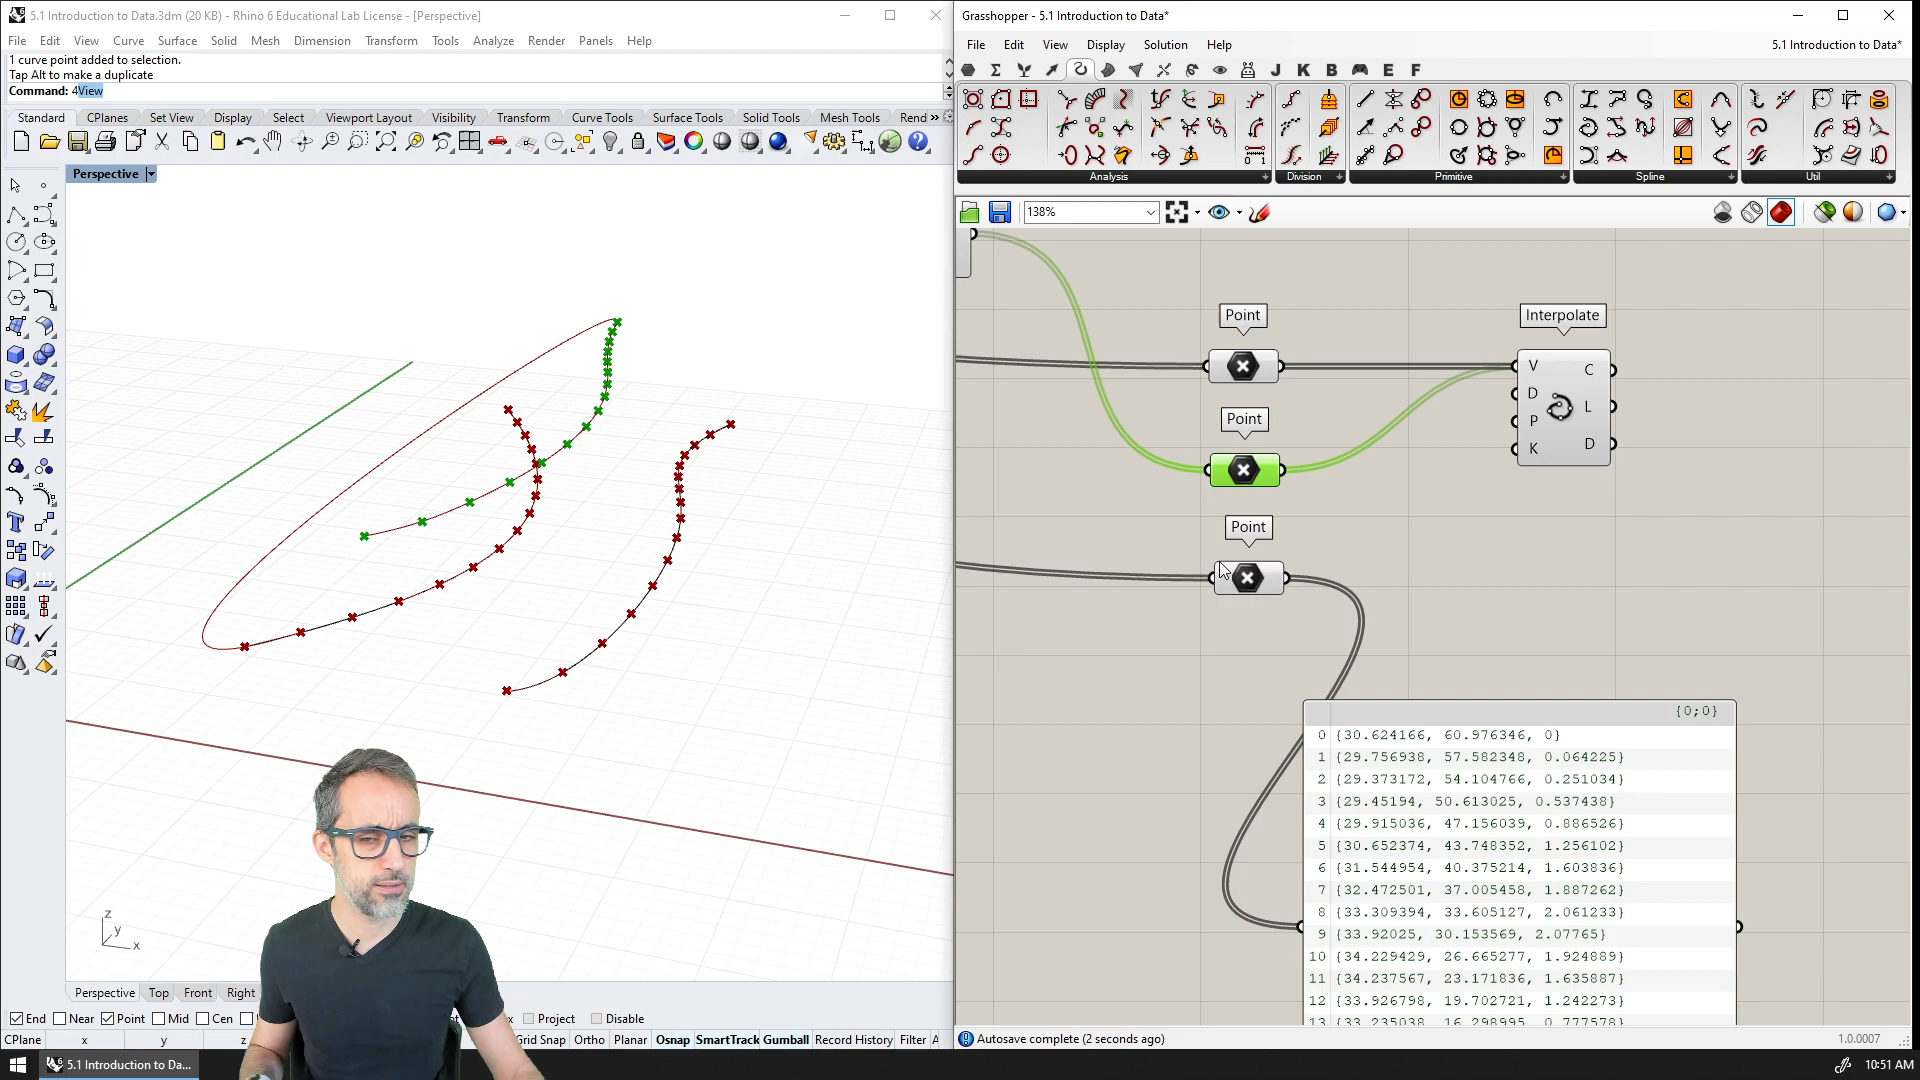 5.1 Introduction to Data.3dm (20 KB) - Rhino 6 Educational Lab License - [Perspective]
File Edit View Curve Surface Solid Mesh Dimension Transform Tools Analyze Render Panels Help
1 curve point added to selection.
Tap Alt to make a duplicate
Command: 4View
Standard CPlanes Set View Display Select Viewport Layout Visibility Transform Curve Tools Surface Tools Solid Tools Mesh Tools Rend »
Perspective
z
y
x
Perspective Top Front Right
End Near Point Mid Cen Project Disable
CPlane x y z Grid Snap Ortho Planar Osnap SmartTrack Gumball Record History Filter A
5.1 Introduction to Da...
Grasshopper - 5.1 Introduction to Data*
File Edit View Display Solution Help
5.1 Introduction to Data*
J K B E F
Analysis Division Primitive Spline Util
138%
Point
Interpolate
V
D
P
K
C
L
D
Point
Point
{0;0}
0 {30.624166, 60.976346, 0}
1 {29.756938, 57.582348, 0.064225}
2 {29.373172, 54.104766, 0.251034}
3 {29.45194, 50.613025, 0.537438}
4 {29.915036, 47.156039, 0.886526}
5 {30.652374, 43.748352, 1.256102}
6 {31.544954, 40.375214, 1.603836}
7 {32.472501, 37.005458, 1.887262}
8 {33.309394, 33.605127, 2.061233}
9 {33.92025, 30.153569, 2.07765}
10 {34.229429, 26.665277, 1.924889}
11 {34.237567, 23.171836, 1.635887}
12 {33.926798, 19.702721, 1.242273}
13 {33.235038, 16.298995, 0.777578}
Autosave complete (2 seconds ago)
1.0.0007
10:51 AM